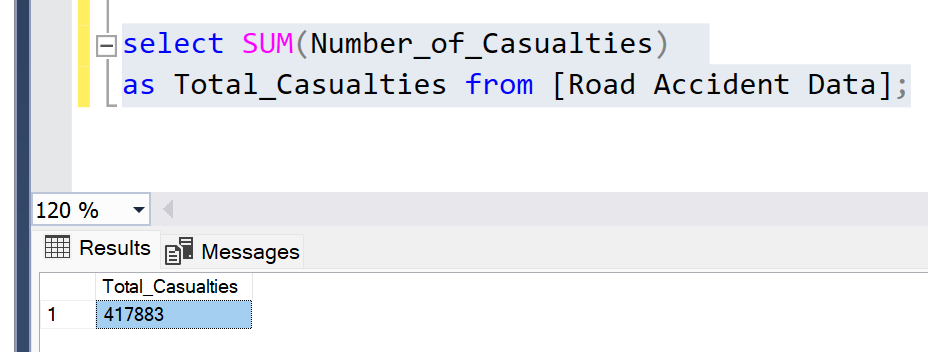 select SUM(Number_of_Casualties)
as Total_Casualties from [Road Accident Data];
120 %
Results Messages
Total_Casualties
1 417883